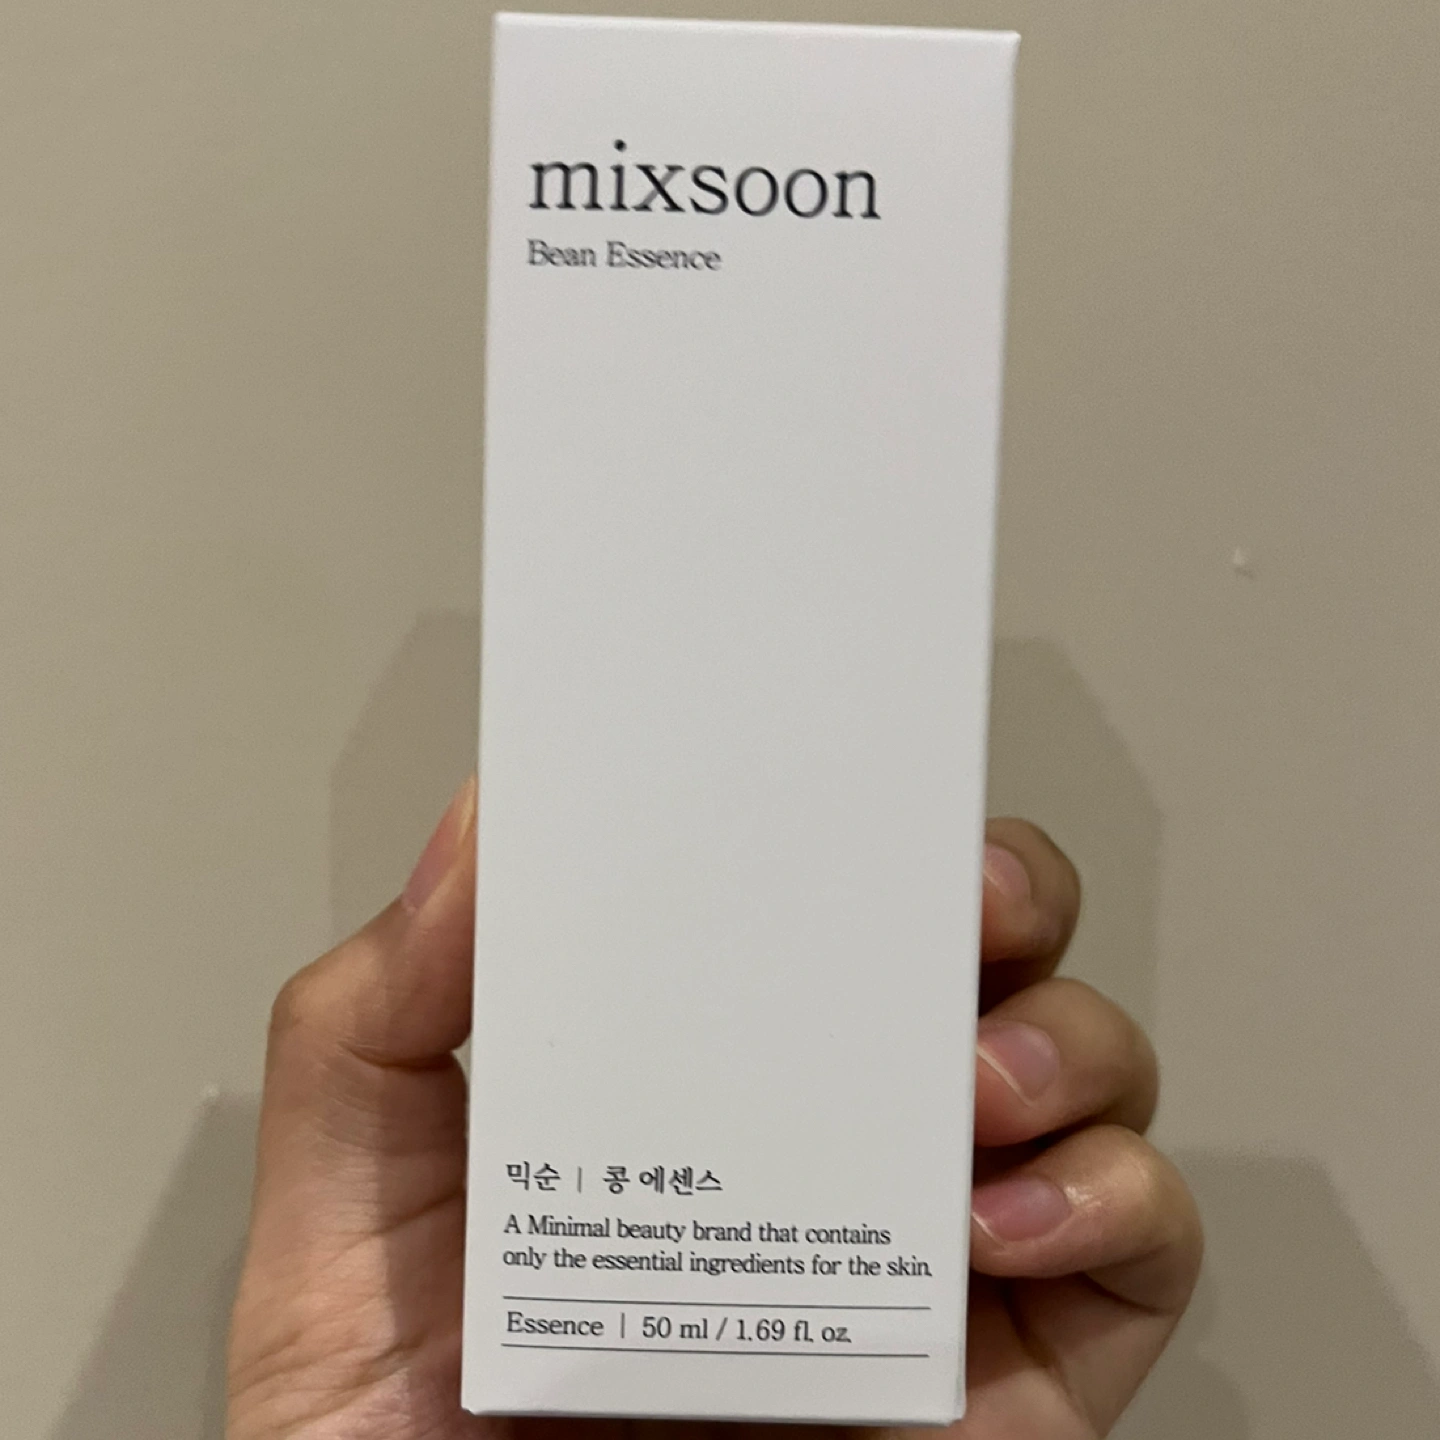 mixsoon
Bean Essence
믹순 | 콩 에센스
A Minimal beauty brand that contains
only the essential ingredients for the skin.
Essence | 50 ml / 1.69 fl. oz.